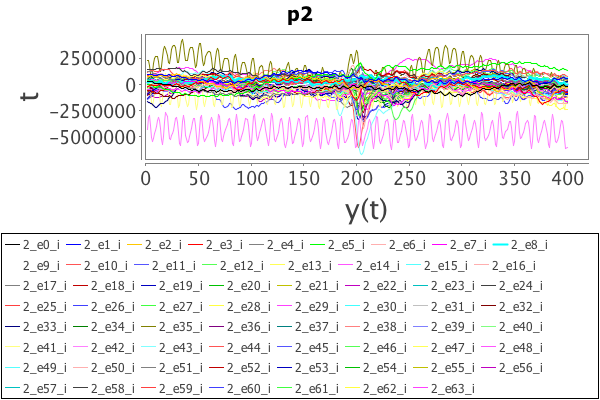 p2
t
2500000
0
−2500000
−5000000
0 50 100 150 200 250 300 350 400
y(t)
2_e0_i 2_e1_i 2_e2_i 2_e3_i 2_e4_i 2_e5_i 2_e6_i 2_e7_i 2_e8_i
2_e9_i 2_e10_i 2_e11_i 2_e12_i 2_e13_i 2_e14_i 2_e15_i 2_e16_i
2_e17_i 2_e18_i 2_e19_i 2_e20_i 2_e21_i 2_e22_i 2_e23_i 2_e24_i
2_e25_i 2_e26_i 2_e27_i 2_e28_i 2_e29_i 2_e30_i 2_e31_i 2_e32_i
2_e33_i 2_e34_i 2_e35_i 2_e36_i 2_e37_i 2_e38_i 2_e39_i 2_e40_i
2_e41_i 2_e42_i 2_e43_i 2_e44_i 2_e45_i 2_e46_i 2_e47_i 2_e48_i
2_e49_i 2_e50_i 2_e51_i 2_e52_i 2_e53_i 2_e54_i 2_e55_i 2_e56_i
2_e57_i 2_e58_i 2_e59_i 2_e60_i 2_e61_i 2_e62_i 2_e63_i